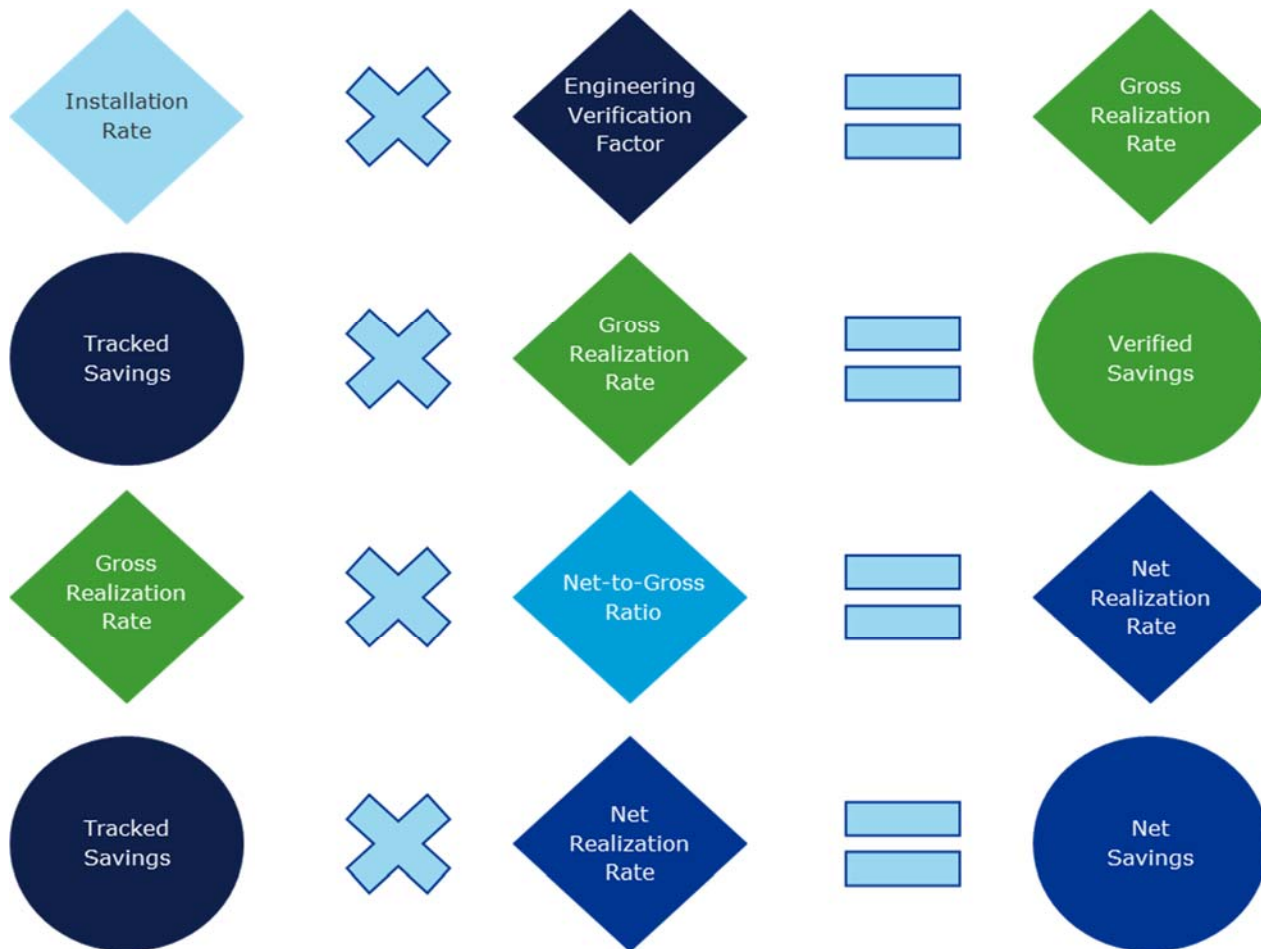 Installation
Rate
Engineering
Verification
Factor
Gross
Realization
Rate
Tracked
Savings
Gross
Realization
Rate
Verified
Savings
Gross
Realization
Rate
Net-to-Gross
Ratio
Net
Realization
Rate
Tracked
Savings
Net
Realization
Rate
Net
Savings